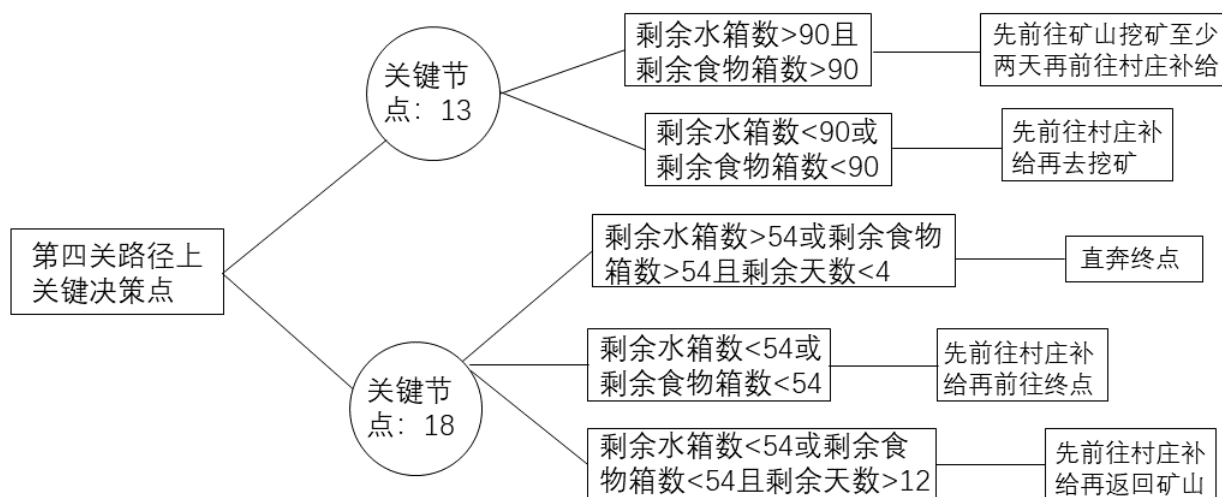 第四关路径上
关键决策点
关键节
点：13
剩余水箱数>90且
剩余食物箱数>90
先前往矿山挖矿至少
两天再前往村庄补给
剩余水箱数<90或
剩余食物箱数<90
先前往村庄补
给再去挖矿
关键节
点：18
剩余水箱数>54或剩余食物
箱数>54且剩余天数<4
直奔终点
剩余水箱数<54或
剩余食物箱数<54
先前往村庄补
给再前往终点
剩余水箱数<54或剩余食
物箱数<54且剩余天数>12
先前往村庄补
给再返回矿山